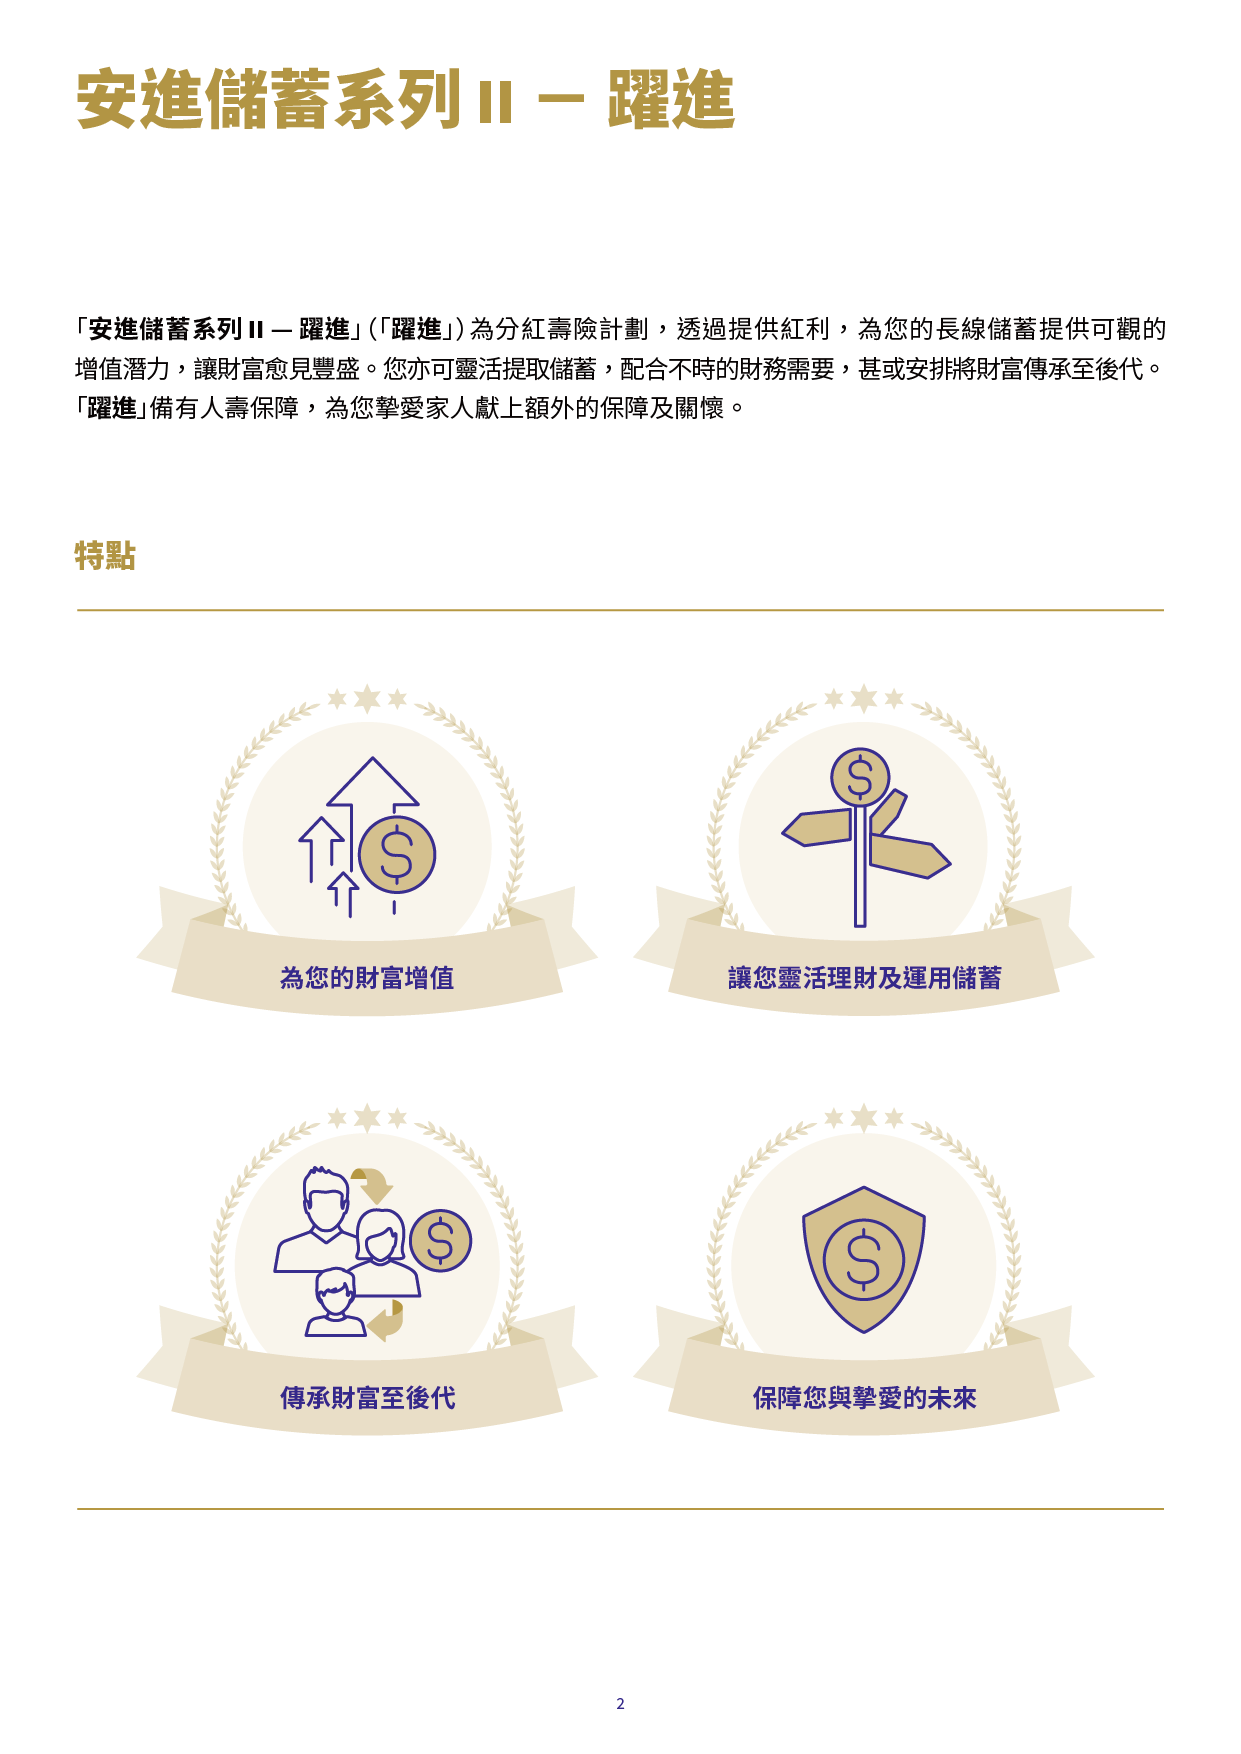 安進儲蓄系列 II － 躍進
「安進儲蓄系列 II — 躍進」（「躍進」）為分紅壽險計劃，透過提供紅利，為您的長線儲蓄提供可觀的
增值潛力，讓財富愈見豐盛。您亦可靈活提取儲蓄，配合不時的財務需要，甚或安排將財富傳承至後代。
「躍進」備有人壽保障，為您摯愛家人獻上額外的保障及關懷。
特點
$
$
為您的財富增值
讓您靈活理財及運用儲蓄
$
$
傳承財富至後代
保障您與摯愛的未來
2